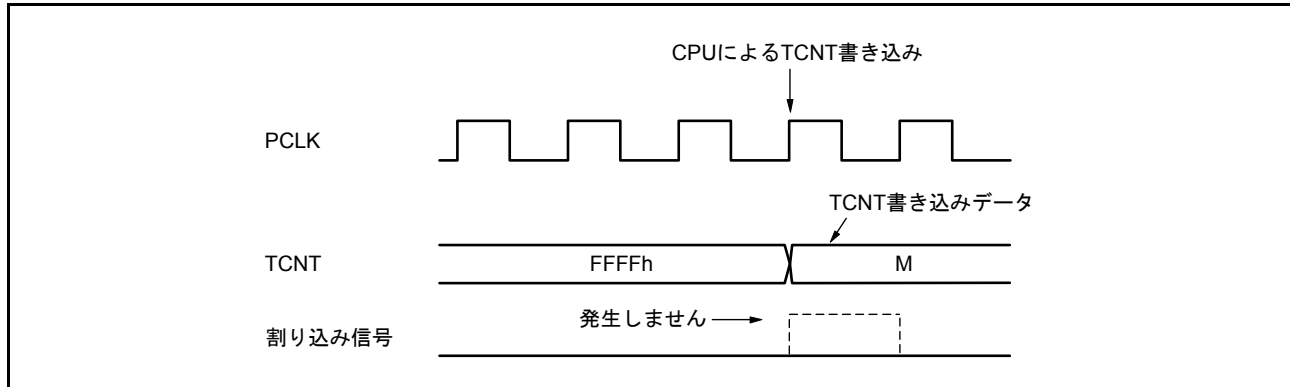 CPUによるTCNT書き込み
PCLK
TCNT書き込みデータ
TCNT
FFFFh
M
発生しません
割り込み信号